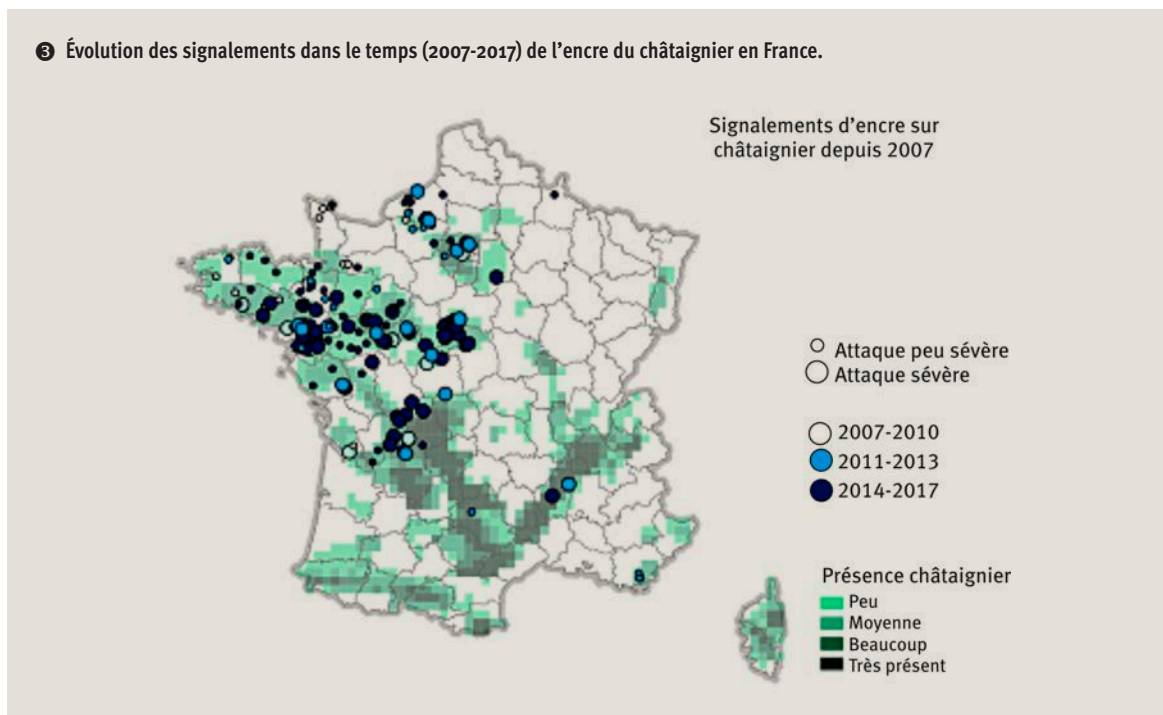 ❸ Évolution des signalements dans le temps (2007-2017) de l'encre du châtaignier en France.
Signalements d'encre sur
châtaignier depuis 2007
Attaque peu sévère
Attaque sévère
2007-2010
2011-2013
2014-2017
Présence châtaignier
Peu
Moyenne
Beaucoup
Très présent